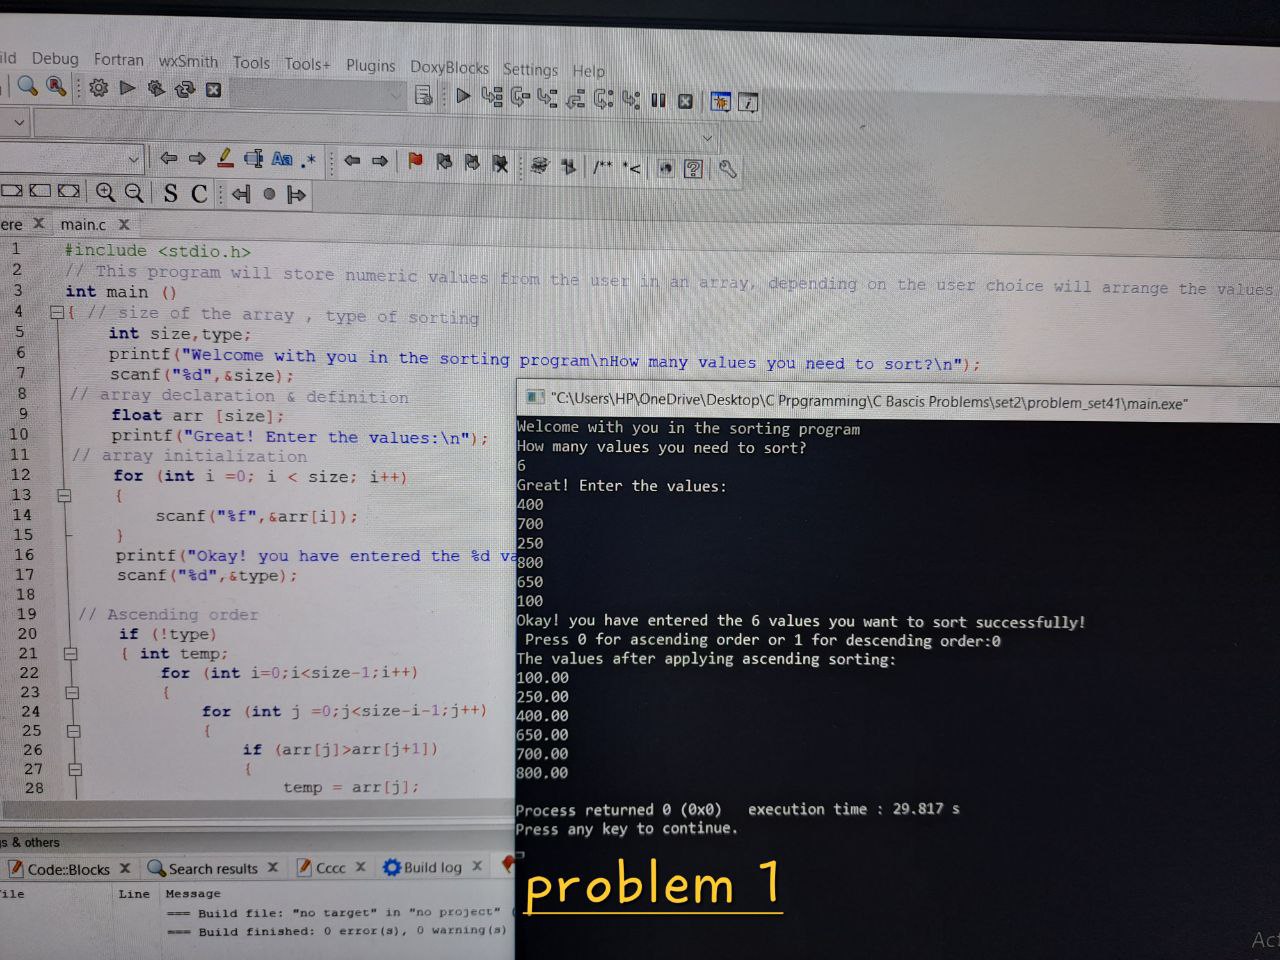 Debug Fortran wxSmith Tools Tools+ Plugins DoxyBlocks Settings Help
main.c
1 #include <stdio.h>
2 // This program will store numeric values from the user in an array, depending on the user choice will arrange the values
3 int main ()
4 { // size of the array , type of sorting
5 int size,type;
6 printf("Welcome with you in the sorting program\nHow many values you need to sort?\n");
7 scanf("%d",&size);
8 // array declaration & definition
9 float arr [size];
10 printf("Great! Enter the values:\n");
11 // array initialization
12 for (int i =0; i < size; i++)
13 {
14 scanf("%f",&arr[i]);
15 }
16 printf("Okay! you have entered the %d va
17 scanf("%d",&type);
18
19 // Ascending order
20 if (!type)
21 { int temp;
22 for (int i=0;i<size-1;i++)
23 {
24 for (int j =0;j<size-i-1;j++)
25 {
26 if (arr[j]>arr[j+1])
27 {
28 temp = arr[j];
"C:\Users\HP\OneDrive\Desktop\C Prpgramming\C Bascis Problems\set2\problem_set41\main.exe"
Welcome with you in the sorting program
How many values you need to sort?
6
Great! Enter the values:
400
700
250
800
650
100
Okay! you have entered the 6 values you want to sort successfully!
Press 0 for ascending order or 1 for descending order:0
The values after applying ascending sorting:
100.00
250.00
400.00
650.00
700.00
800.00
Process returned 0 (0x0) execution time : 29.817 s
Press any key to continue.
& others
Code::Blocks Search results Cccc Build log
Line Message
=== Build file: "no target" in "no project" (
=== Build finished: 0 error(s), 0 warning(s)
problem 1